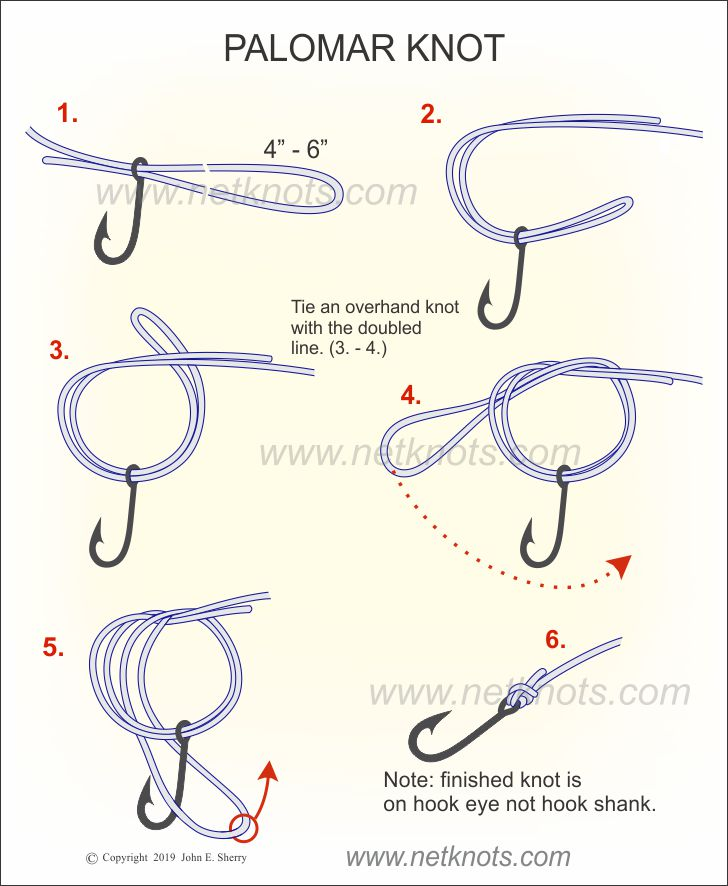 PALOMAR KNOT
1.
4” - 6”
2.
www.netknots.com
Tie an overhand knot
with the doubled
line. (3. - 4.)
3.
4.
www.netknots.com
5.
6.
www.netknots.com
Note: finished knot is
on hook eye not hook shank.
© Copyright 2019 John E. Sherry
www.netknots.com